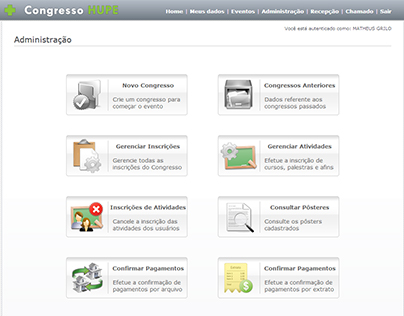 Congresso HUPE
Home | Meus dados | Eventos | Administração | Recepção | Chamado | Sair
Você está autenticado como: MATHEUS GRILO
Administração
Novo Congresso
Crie um congresso para
começar o evento
Congressos Anteriores
Dados referente aos
congressos passados
Gerenciar Inscrições
Gerencie todas as
inscrições do Congresso
Gerenciar Atividades
Efetue a inscrição de
cursos, palestras e afins
Inscrições de Atividades
Cancele a inscrição das
atividades dos usuários
Consultar Pôsteres
Consulte os pôsters
cadastrados
Confirmar Pagamentos
Efetue a confirmação de
pagamentos por arquivo
Confirmar Pagamentos
Efetue a confirmação de
pagamentos por extrato